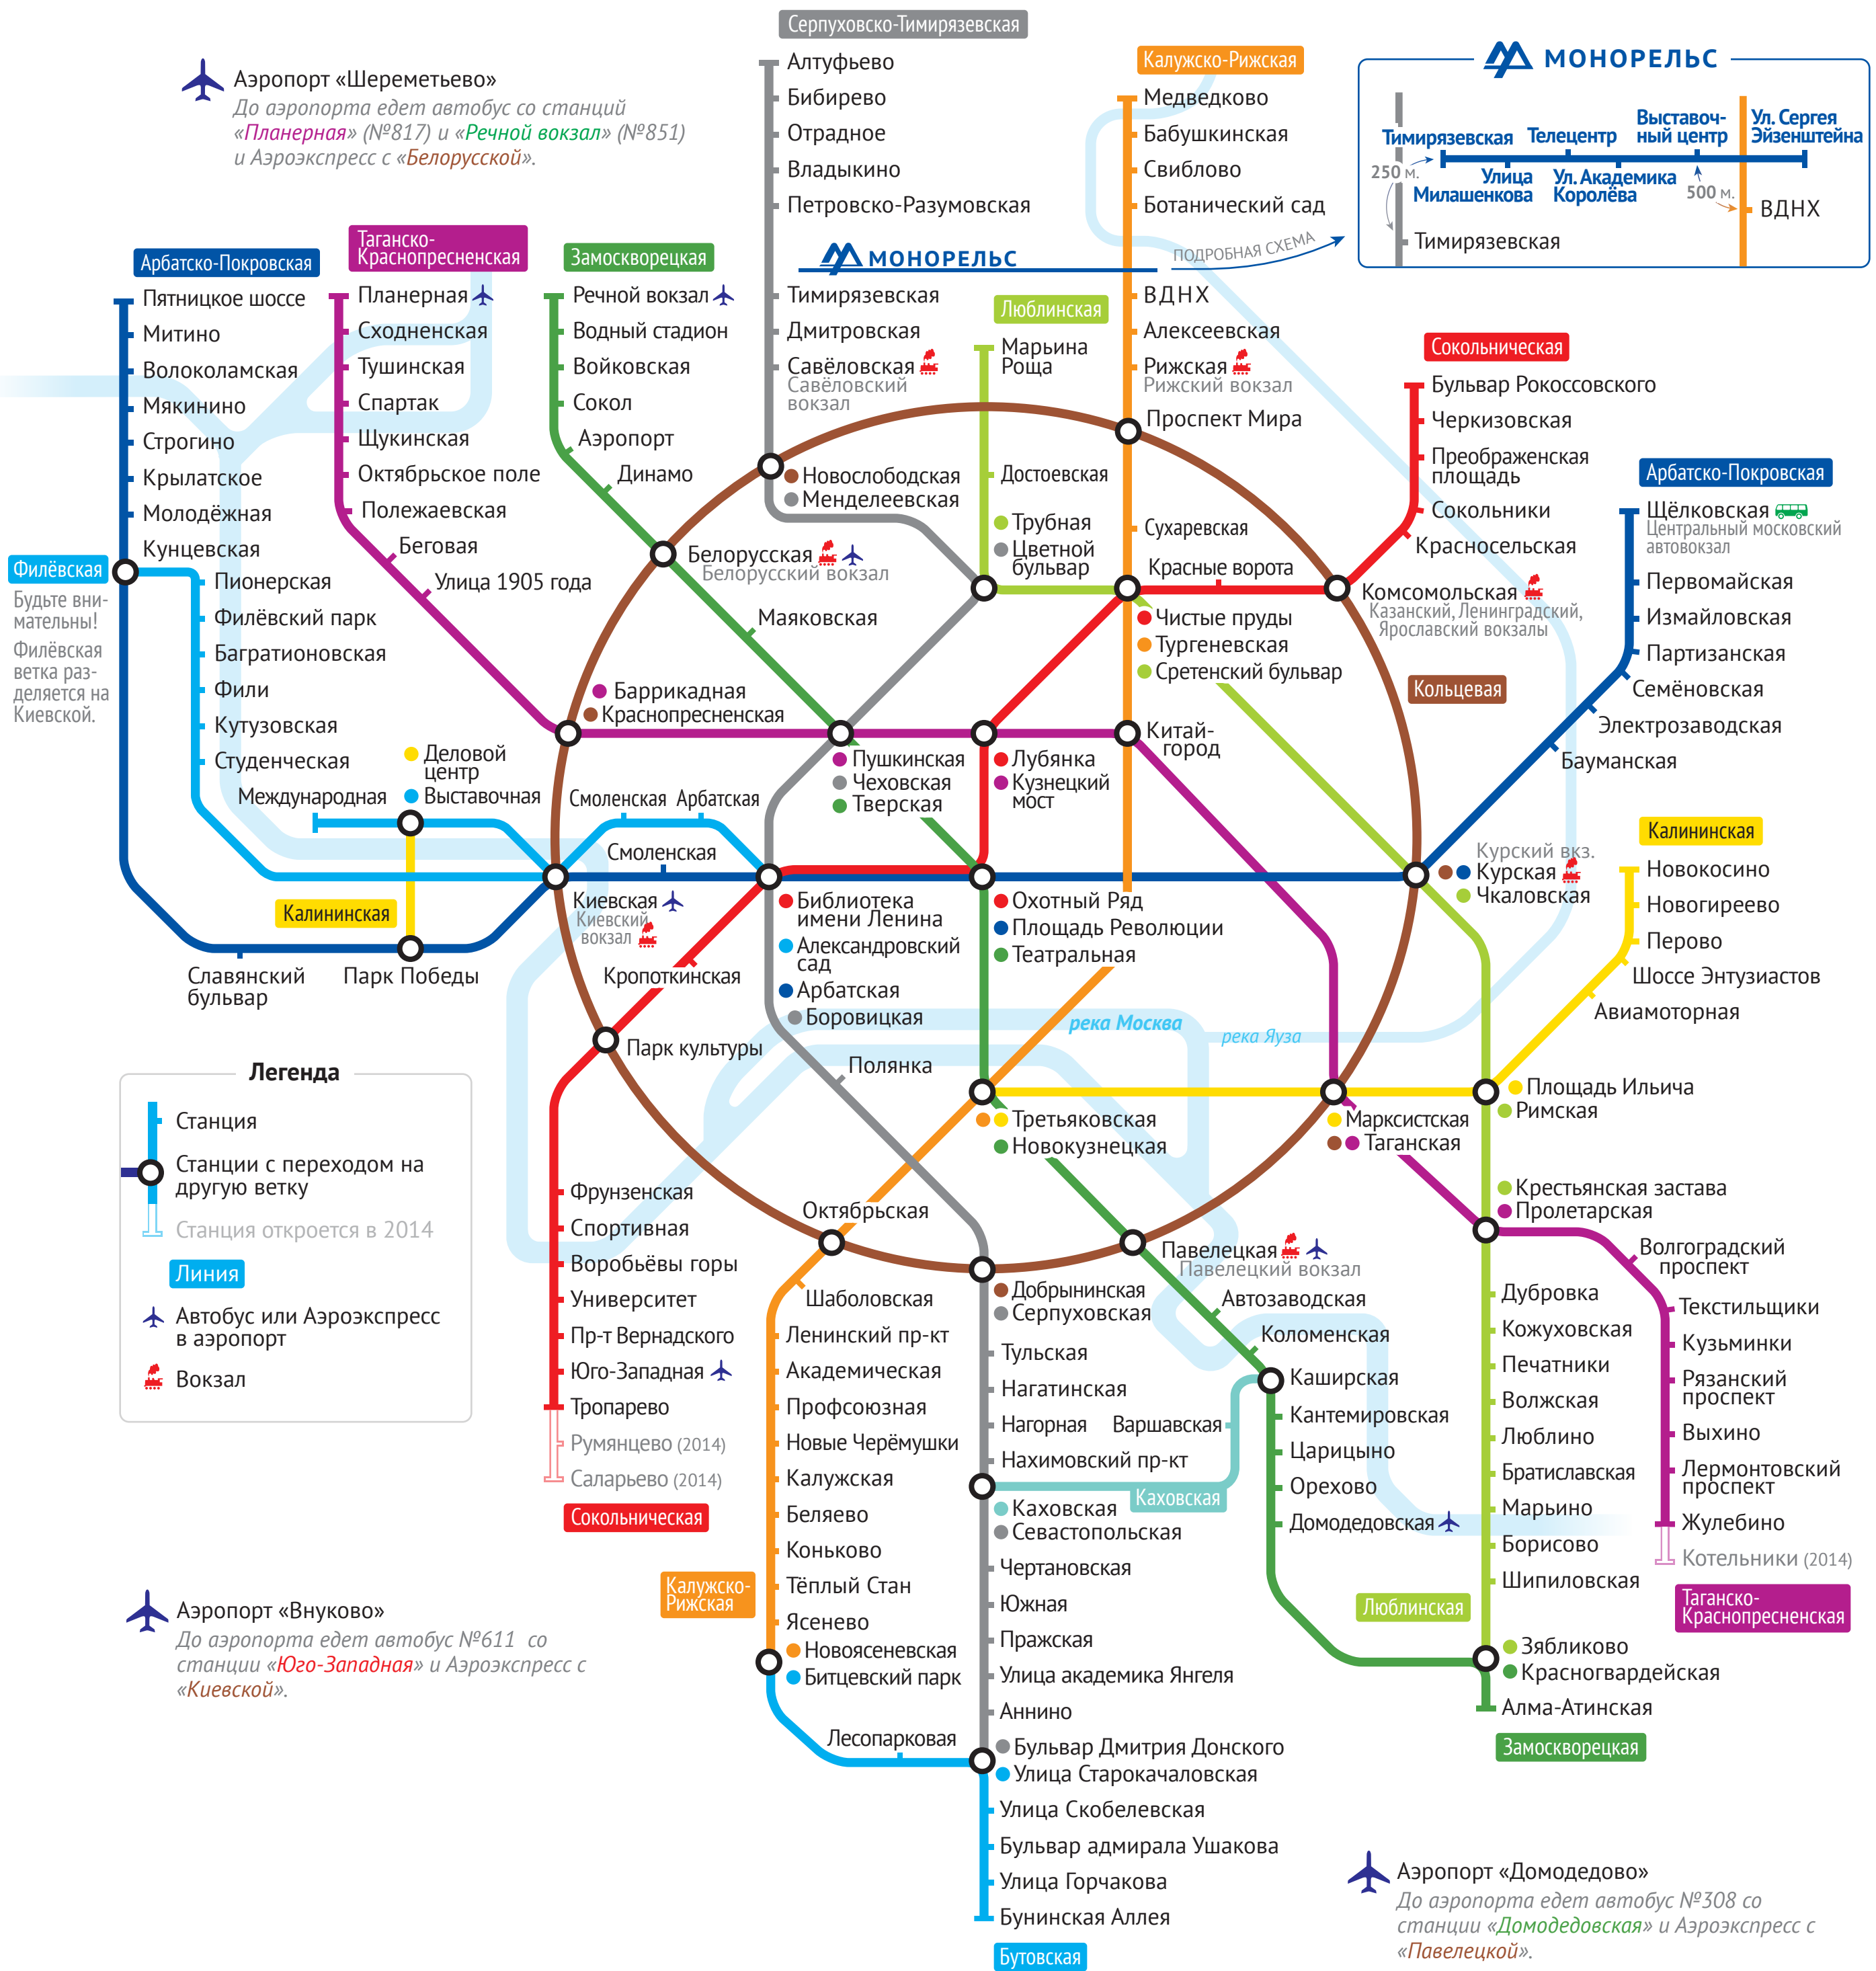 Серпуховско-Тимирязевская
Алтуфьево
Бибирево
Отрадное
Владыкино
Петровско-Разумовская
МОНОРЕЛЬС
ПОДРОБНАЯ СХЕМА
Тимирязевская
Дмитровская
Савёловская
Савёловский
вокзал
Калужско-Рижская
Медведково
Бабушкинская
Свиблово
Ботанический сад
ВДНХ
Алексеевская
Рижская
Рижский вокзал
Проспект Мира
МОНОРЕЛЬС
Тимирязевская
Телецентр
Выставоч-
ный центр
Ул. Сергея
Эйзенштейна
250 м.
Улица
Милашенкова
Ул. Академика
Королёва
500 м.
ВДНХ
Тимирязевская
Аэропорт «Шереметьево»
До аэропорта едет автобус со станций
«Планерная» (№817) и «Речной вокзал» (№851)
и Аэроэкспресс с «Белорусской».
Арбатско-Покровская
Пятницкое шоссе
Митино
Волоколамская
Мякинино
Строгино
Крылатское
Молодёжная
Кунцевская
Таганско-
Краснопресненская
Планерная
Сходненская
Тушинская
Спартак
Щукинская
Октябрьское поле
Полежаевская
Беговая
Улица 1905 года
Замоскворецкая
Речной вокзал
Водный стадион
Войковская
Сокол
Аэропорт
Динамо
Белорусская
Белорусский вокзал
Маяковская
Люблинская
Марьина
Роща
Достоевская
Трубная
Цветной
бульвар
Новослободская
Менделеевская
Сухаревская
Красные ворота
Сокольническая
Бульвар Рокоссовского
Черкизовская
Преображенская
площадь
Сокольники
Красносельская
Комсомольская
Казанский, Ленинградский,
Ярославский вокзалы
Арбатско-Покровская
Щёлковская
Центральный московский
автовокзал
Первомайская
Измайловская
Партизанская
Семёновская
Электрозаводская
Бауманская
Филёвская
Будьте вни-
мательны!
Филёвская
ветка раз-
деляется на
Киевской.
Пионерская
Филёвский парк
Багратионовская
Фили
Кутузовская
Студенческая
Международная
Деловой
центр
Выставочная
Баррикадная
Краснопресненская
Чистые пруды
Тургеневская
Сретенский бульвар
Кольцевая
Китай-
город
Пушкинская
Чеховская
Тверская
Лубянка
Кузнецкий
мост
Смоленская
Арбатская
Смоленская
Калининская
Киевская
Киевский
вокзал
Славянский
бульвар
Парк Победы
Кропоткинская
Библиотека
имени Ленина
Александровский
сад
Арбатская
Боровицкая
Охотный Ряд
Площадь Революции
Театральная
Курский вкз.
Курская
Чкаловская
Калининская
Новокосино
Новогиреево
Перово
Шоссе Энтузиастов
Авиамоторная
река Москва
река Яуза
Парк культуры
Полянка
Третьяковская
Новокузнецкая
Марксистская
Таганская
Площадь Ильича
Римская
Крестьянская застава
Пролетарская
Легенда
Станция
Станции с переходом на
другую ветку
Станция откроется в 2014
Линия
Автобус или Аэроэкспресс
в аэропорт
Вокзал
Фрунзенская
Спортивная
Воробьёвы горы
Университет
Пр-т Вернадского
Юго-Западная
Тропарево
Румянцево (2014)
Саларьево (2014)
Сокольническая
Октябрьская
Шаболовская
Ленинский пр-кт
Академическая
Профсоюзная
Новые Черёмушки
Калужская
Беляево
Коньково
Тёплый Стан
Ясенево
Калужско-
Рижская
Новоясеневская
Битцевский парк
Лесопарковая
Добрынинская
Серпуховская
Тульская
Нагатинская
Нагорная
Варшавская
Нахимовский пр-кт
Каховская
Каховская
Севастопольская
Чертановская
Южная
Пражская
Улица академика Янгеля
Аннино
Бульвар Дмитрия Донского
Улица Старокачаловская
Улица Скобелевская
Бульвар адмирала Ушакова
Улица Горчакова
Бунинская Аллея
Бутовская
Павелецкая
Павелецкий вокзал
Автозаводская
Коломенская
Каширская
Кантемировская
Царицыно
Орехово
Домодедовская
Дубровка
Кожуховская
Печатники
Волжская
Люблино
Братиславская
Марьино
Борисово
Шипиловская
Люблинская
Зябликово
Красногвардейская
Алма-Атинская
Замоскворецкая
Волгоградский
проспект
Текстильщики
Кузьминки
Рязанский
проспект
Выхино
Лермонтовский
проспект
Жулебино
Котельники (2014)
Таганско-
Краснопресненская
Аэропорт «Внуково»
До аэропорта едет автобус №611 со
станции «Юго-Западная» и Аэроэкспресс с
«Киевской».
Аэропорт «Домодедово»
До аэропорта едет автобус №308 со
станции «Домодедовская» и Аэроэкспресс с
«Павелецкой».